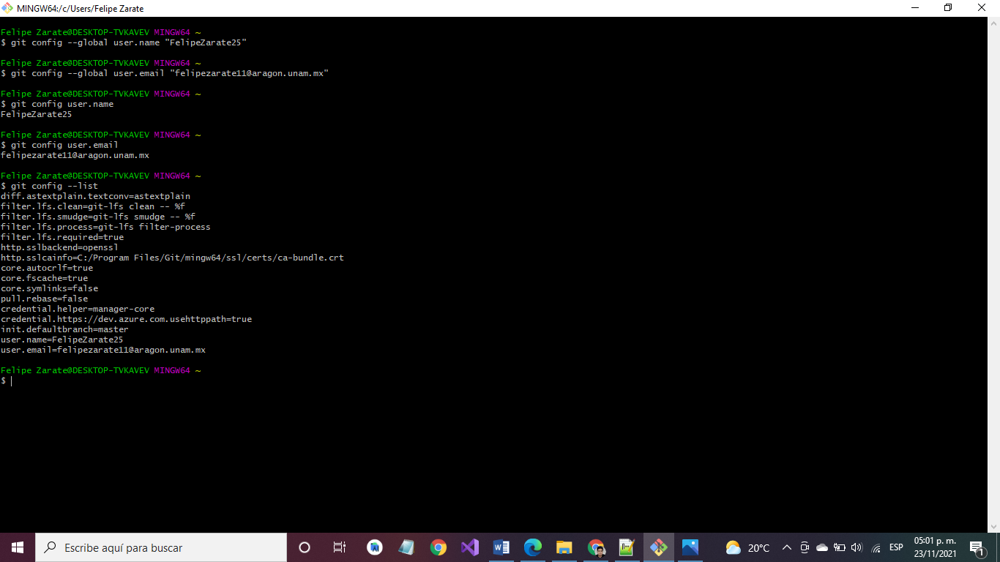 MINGW64:/c/Users/Felipe Zarate
Felipe Zarate@DESKTOP-TVKAVEV MINGW64 ~
$ git config --global user.name "FelipeZarate25"
Felipe Zarate@DESKTOP-TVKAVEV MINGW64 ~
$ git config --global user.email "felipezarate11@aragon.unam.mx"
Felipe Zarate@DESKTOP-TVKAVEV MINGW64 ~
$ git config user.name
FelipeZarate25
Felipe Zarate@DESKTOP-TVKAVEV MINGW64 ~
$ git config user.email
felipezarate11@aragon.unam.mx
Felipe Zarate@DESKTOP-TVKAVEV MINGW64 ~
$ git config --list
diff.astextplain.textconv=astextplain
filter.lfs.clean=git-lfs clean -- %f
filter.lfs.smudge=git-lfs smudge -- %f
filter.lfs.process=git-lfs filter-process
filter.lfs.required=true
http.sslbackend=openssl
http.sslcainfo=C:/Program Files/Git/mingw64/ssl/certs/ca-bundle.crt
core.autocrlf=true
core.fscache=true
core.symlinks=false
pull.rebase=false
credential.helper=manager-core
credential.https://dev.azure.com.usehttppath=true
init.defaultbranch=master
user.name=FelipeZarate25
user.email=felipezarate11@aragon.unam.mx
Felipe Zarate@DESKTOP-TVKAVEV MINGW64 ~
$
Escribe aquí para buscar
20°C
ESP
05:01 p. m.
23/11/2021
1